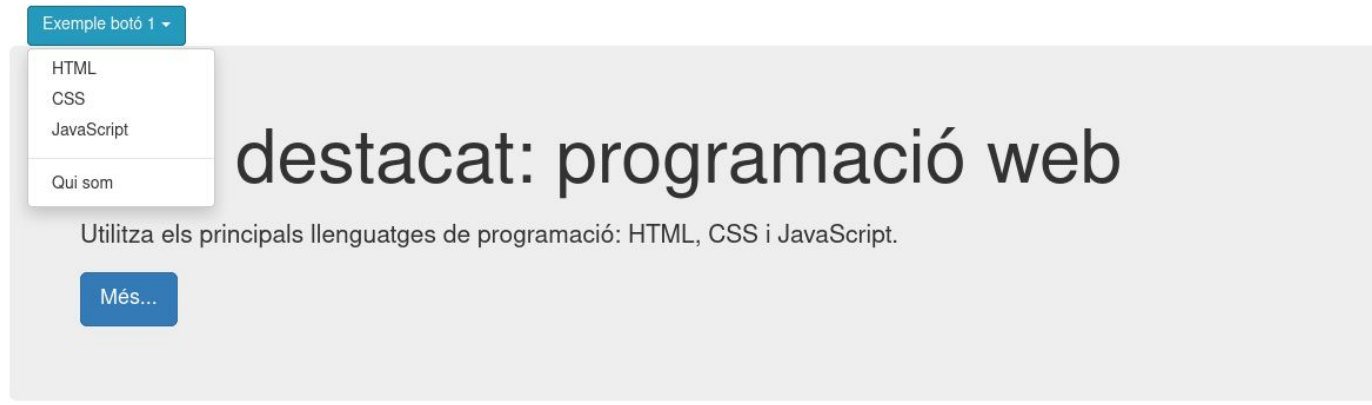 Exemple botó 1
HTML
CSS
JavaScript
Qui som
destacat: programació web
Utilitza els principals llenguatges de programació: HTML, CSS i JavaScript.
Més...